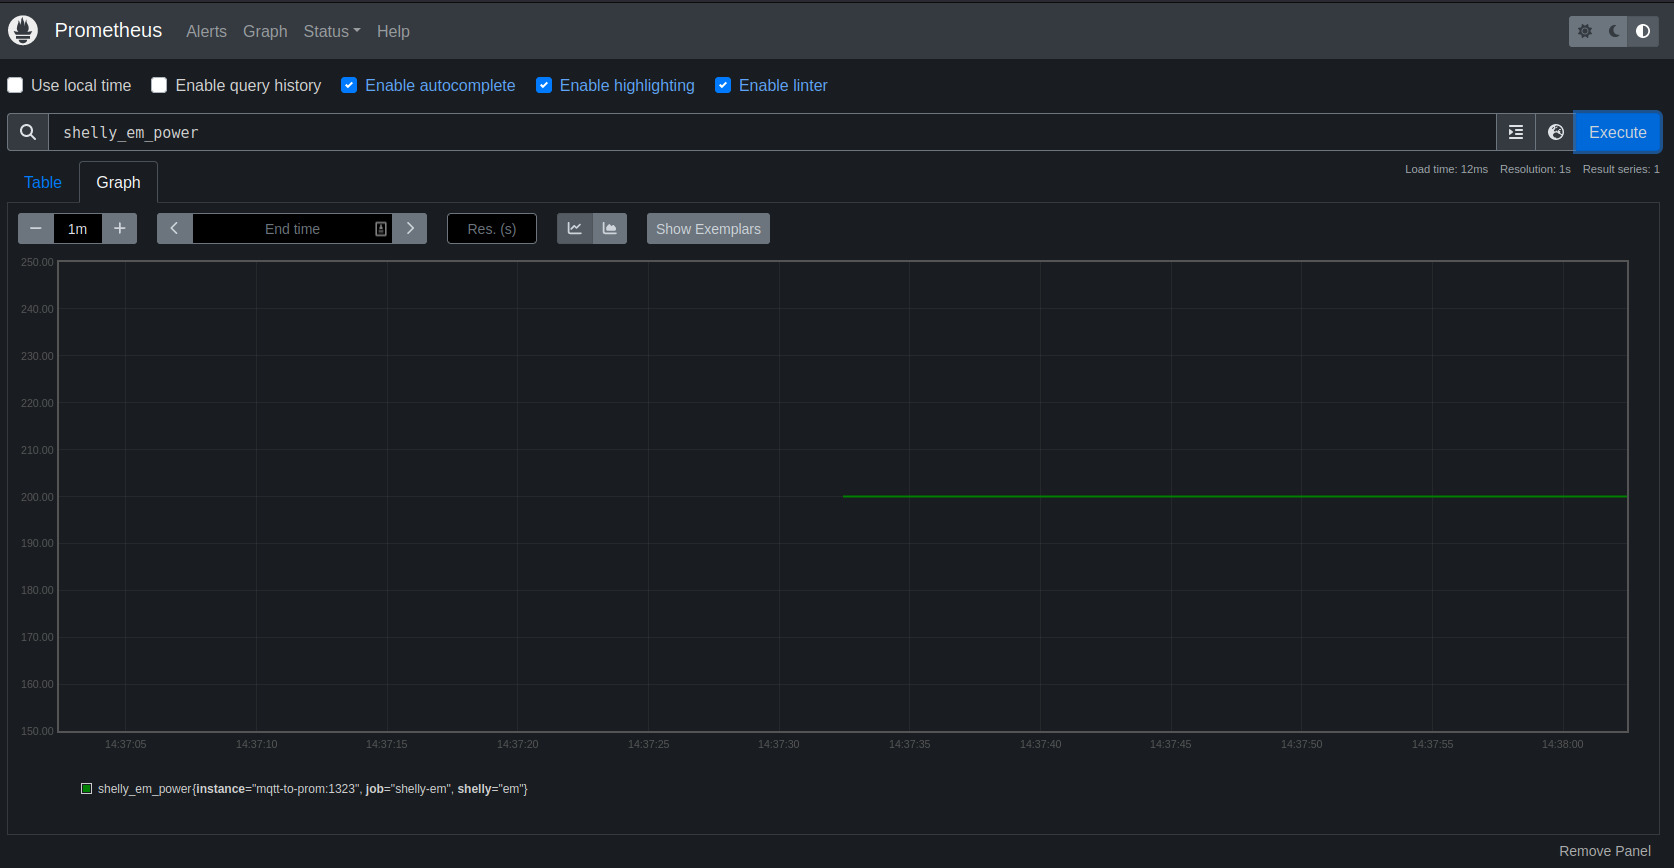 Prometheus Alerts Graph Status Help
Use local time Enable query history Enable autocomplete Enable highlighting Enable linter
shelly_em_power Execute
Load time: 12ms Resolution: 1s Result series: 1
Table Graph
1m End time Res. (s) Show Exemplars
250.00
240.00
230.00
220.00
210.00
200.00
190.00
180.00
170.00
160.00
150.00
14:37:05 14:37:10 14:37:15 14:37:20 14:37:25 14:37:30 14:37:35 14:37:40 14:37:45 14:37:50 14:37:55 14:38:00
shelly_em_power{instance="mqtt-to-prom:1323", job="shelly-em", shelly="em"}
Remove Panel